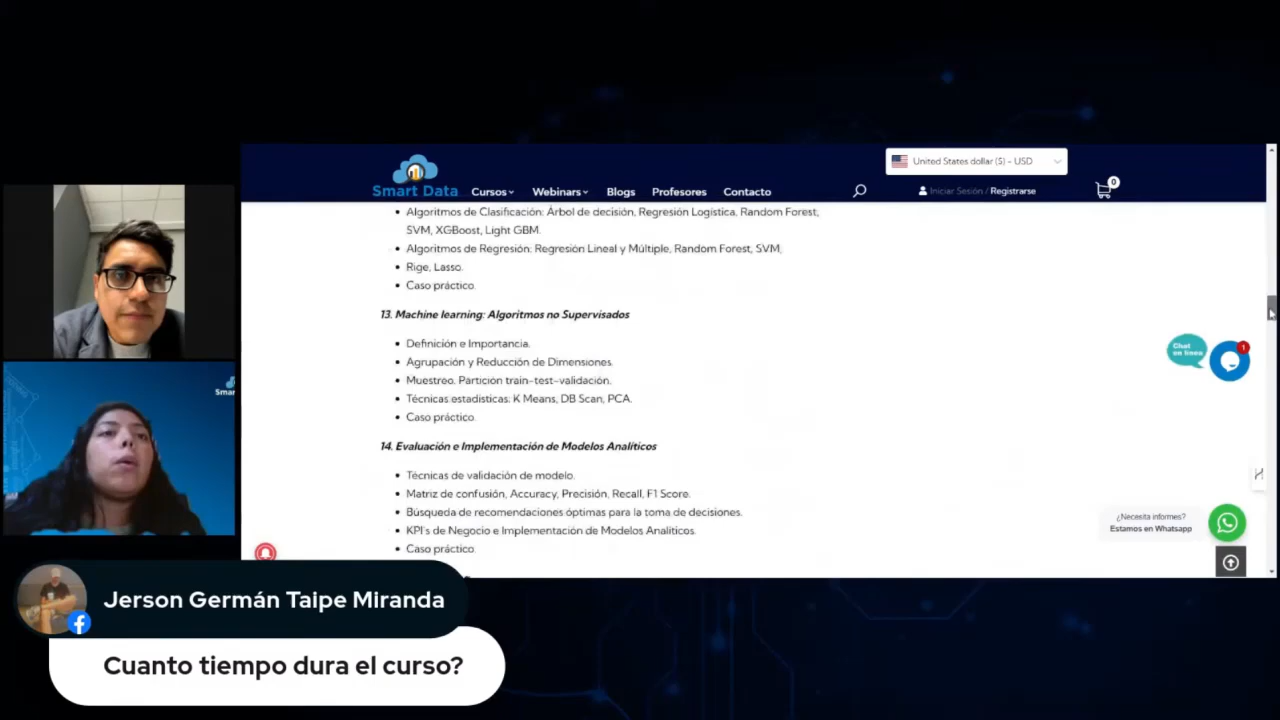 United States dollar ($) - USD
Smart Data
Cursos
Webinars
Blogs
Profesores
Contacto
Iniciar Sesión / Registrarse
0
Algoritmos de Clasificación: Árbol de decisión, Regresión Logística, Random Forest,
SVM, XGBoost, Light GBM.
Algoritmos de Regresión: Regresión Lineal y Múltiple, Random Forest, SVM,
Rige, Lasso.
Caso práctico.
13. Machine learning: Algoritmos no Supervisados
Definición e Importancia.
Agrupación y Reducción de Dimensiones.
Muestreo. Partición train-test-validación.
Técnicas estadísticas: K Means, DB Scan, PCA.
Caso práctico.
14. Evaluación e Implementación de Modelos Analíticos
Técnicas de validación de modelo.
Matriz de confusión, Accuracy, Precisión, Recall, F1 Score.
Búsqueda de recomendaciones óptimas para la toma de decisiones.
KPI's de Negocio e Implementación de Modelos Analíticos.
Caso práctico.
Chat
en línea
1
¿Necesita informes?
Estamos en Whatsapp
Smar
Jerson Germán Taipe Miranda
Cuanto tiempo dura el curso?